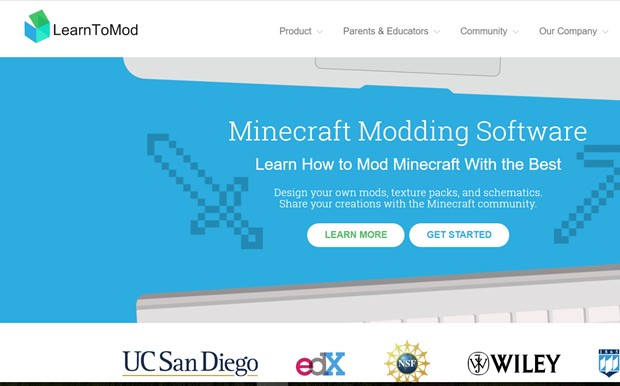 LearnToMod
Product
Parents & Educators
Community
Our Company
Minecraft Modding Software
Learn How to Mod Minecraft With the Best
Design your own mods, texture packs, and schematics.
Share your creations with the Minecraft community.
LEARN MORE
GET STARTED
UC San Diego
edX
NSF
WILEY
1868